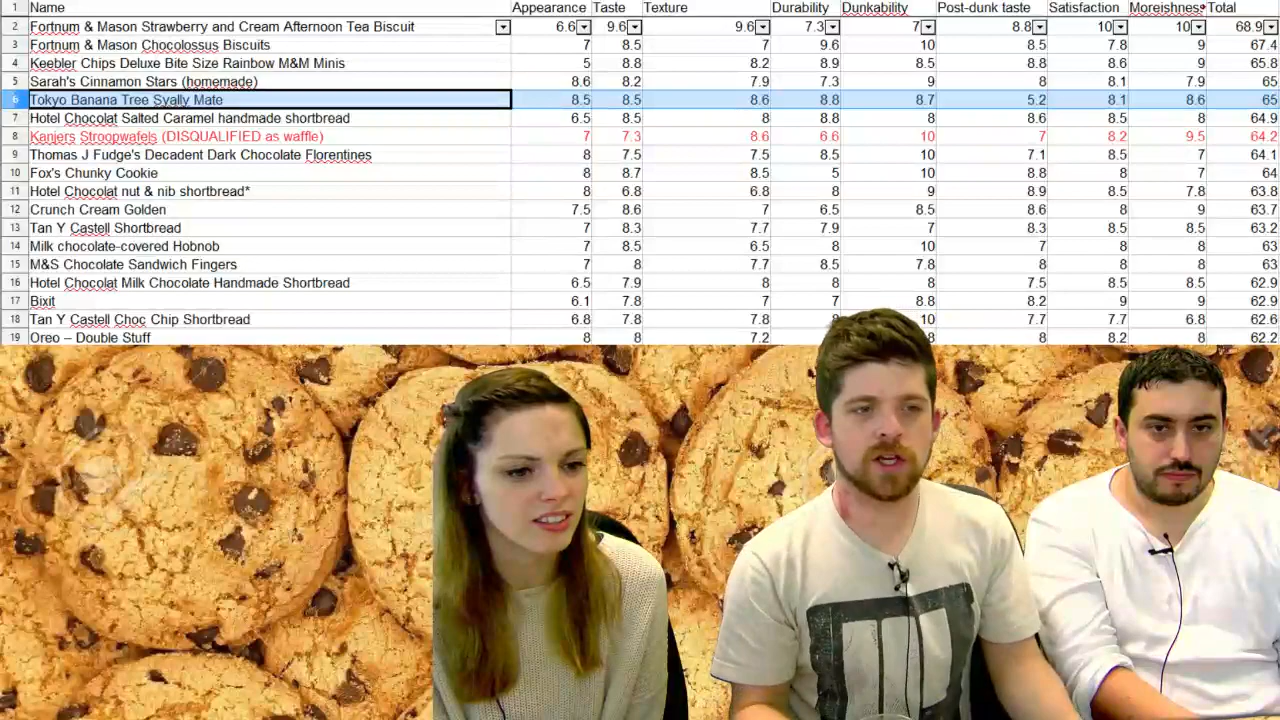 1 Name Appearance Taste Texture Durability Dunkability Post-dunk taste Satisfaction Moreishnes Total
2 Fortnum & Mason Strawberry and Cream Afternoon Tea Biscuit 6.6 9.6 9.6 7.3 7 8.8 10 10 68.9
3 Fortnum & Mason Chocolossus Biscuits 7 8.5 7 9.6 10 8.5 7.8 9 67.4
4 Keebler Chips Deluxe Bite Size Rainbow M&M Minis 5 8.8 8.2 8.9 8.5 8.8 8.6 9 65.8
5 Sarah's Cinnamon Stars (homemade) 8.6 8.2 7.9 7.3 9 8 8.1 7.9 65
6 Tokyo Banana Tree Syally Mate 8.5 8.5 8.6 8.8 8.7 5.2 8.1 8.6 65
7 Hotel Chocolat Salted Caramel handmade shortbread 6.5 8.5 8 8.8 8 8.6 8.5 8 64.9
8 Kanjers Stroopwafels (DISQUALIFIED as waffle) 7 7.3 8.6 6.6 10 7 8.2 9.5 64.2
9 Thomas J Fudge's Decadent Dark Chocolate Florentines 8 7.5 7.5 8.5 10 7.1 8.5 7 64.1
10 Fox's Chunky Cookie 8 8.7 8.5 5 10 8.8 8 7 64
11 Hotel Chocolat nut & nib shortbread* 8 6.8 6.8 8 9 8.9 8.5 7.8 63.8
12 Crunch Cream Golden 7.5 8.6 7 6.5 8.5 8.6 8 9 63.7
13 Tan Y Castell Shortbread 7 8.3 7.7 7.9 7 8.3 8.5 8.5 63.2
14 Milk chocolate-covered Hobnob 7 8.5 6.5 8 10 7 8 8 63
15 M&S Chocolate Sandwich Fingers 7 8 7.7 8.5 7.8 8 8 8 63
16 Hotel Chocolat Milk Chocolate Handmade Shortbread 6.5 7.9 8 8 8 7.5 8.5 8.5 62.9
17 Bixit 6.1 7.8 7 7 8.8 8.2 9 9 62.9
18 Tan Y Castell Choc Chip Shortbread 6.8 7.8 7.8 10 7.7 7.7 6.8 62.6
19 Oreo – Double Stuff 8 8 7.2 8 8.2 8 62.2